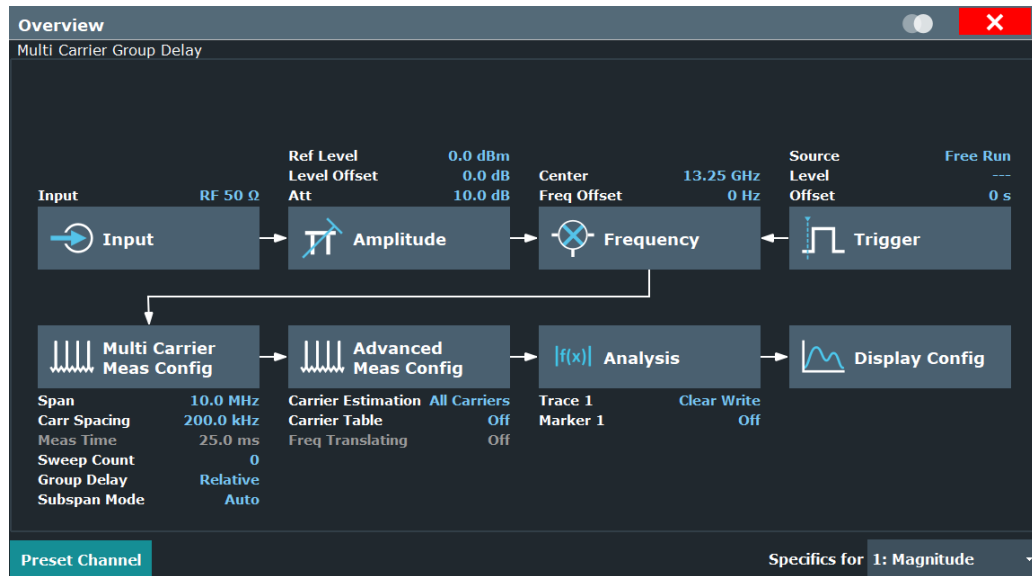 Overview
Multi Carrier Group Delay
Ref Level 0.0 dBm
Source Free Run
Level Offset 0.0 dB
Center 13.25 GHz
Level ---
Input RF 50 Ω
Att 10.0 dB
Freq Offset 0 Hz
Offset 0 s
Input
Amplitude
Frequency
Trigger
Multi Carrier
Meas Config
Advanced
Meas Config
|f(x)| Analysis
Display Config
Span 10.0 MHz
Carr Spacing 200.0 kHz
Meas Time 25.0 ms
Sweep Count 0
Group Delay Relative
Subspan Mode Auto
Carrier Estimation All Carriers
Carrier Table Off
Freq Translating Off
Trace 1 Clear Write
Marker 1 Off
Preset Channel
Specifics for 1: Magnitude